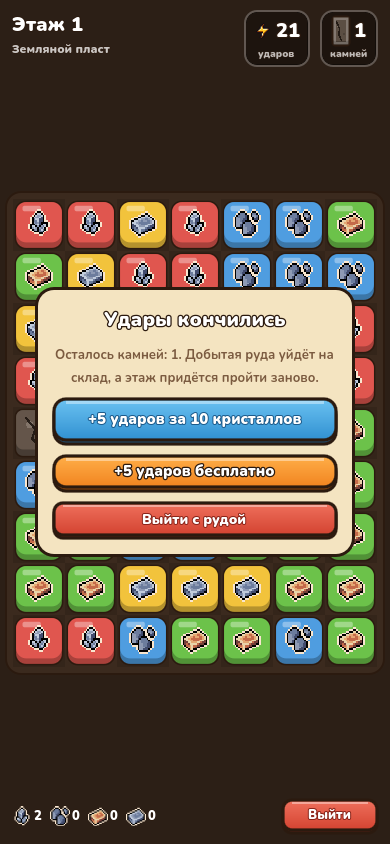 Этаж 1
Земляной пласт
21
ударов
1
камней
Удары кончились
Осталось камней: 1. Добытая руда уйдёт на
склад, а этаж придётся пройти заново.
+5 ударов за 10 кристаллов
+5 ударов бесплатно
Выйти с рудой
2 0 0 0
Выйти